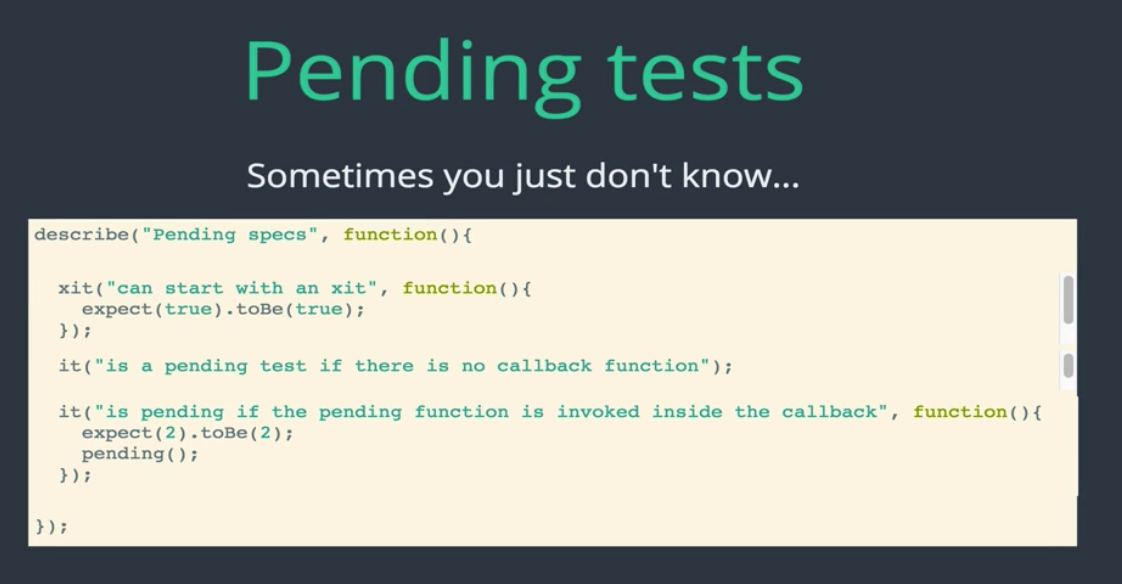 Pending tests
Sometimes you just don't know...
describe("Pending specs", function(){
xit("can start with an xit", function(){
expect(true).toBe(true);
});
it("is a pending test if there is no callback function");
it("is pending if the pending function is invoked inside the callback", function(){
expect(2).toBe(2);
pending();
});
});